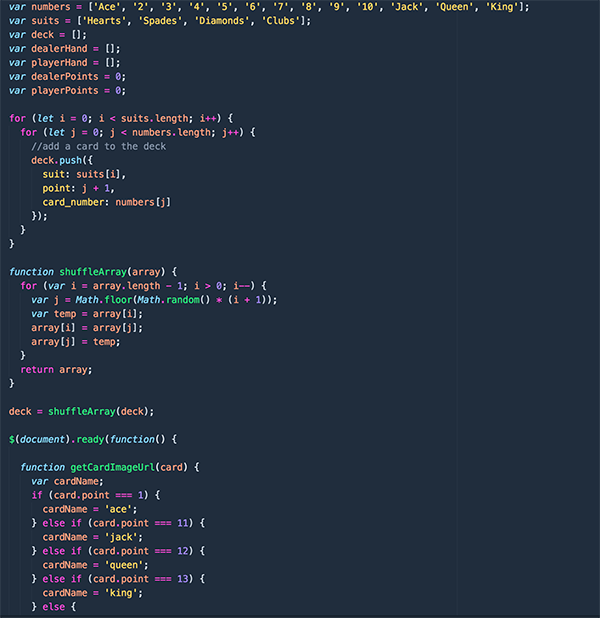 var numbers = ['Ace', '2', '3', '4', '5', '6', '7', '8', '9', '10', 'Jack', 'Queen', 'King'];
var suits = ['Hearts', 'Spades', 'Diamonds', 'Clubs'];
var deck = [];
var dealerHand = [];
var playerHand = [];
var dealerPoints = 0;
var playerPoints = 0;

for (let i = 0; i < suits.length; i++) {
  for (let j = 0; j < numbers.length; j++) {
    //add a card to the deck
    deck.push({
      suit: suits[i],
      point: j + 1,
      card_number: numbers[j]
    });
  }
}

function shuffleArray(array) {
  for (var i = array.length - 1; i > 0; i--) {
    var j = Math.floor(Math.random() * (i + 1));
    var temp = array[i];
    array[i] = array[j];
    array[j] = temp;
  }
  return array;
}

deck = shuffleArray(deck);

$(document).ready(function() {

  function getCardImageUrl(card) {
    var cardName;
    if (card.point === 1) {
      cardName = 'ace';
    } else if (card.point === 11) {
      cardName = 'jack';
    } else if (card.point === 12) {
      cardName = 'queen';
    } else if (card.point === 13) {
      cardName = 'king';
    } else {